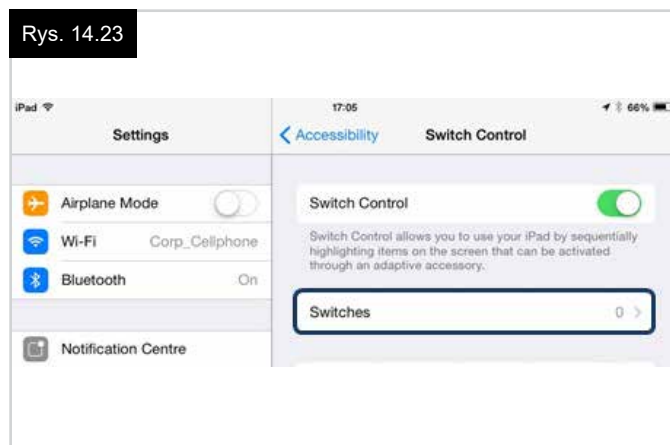 Rys. 14.23
iPad 17:05 66%
Settings
Accessibility Switch Control
Airplane Mode
Wi-Fi Corp_Cellphone
Bluetooth On
Notification Centre
Switch Control
Switch Control allows you to use your iPad by sequentially
highlighting items on the screen that can be activated
through an adaptive accessory.
Switches 0